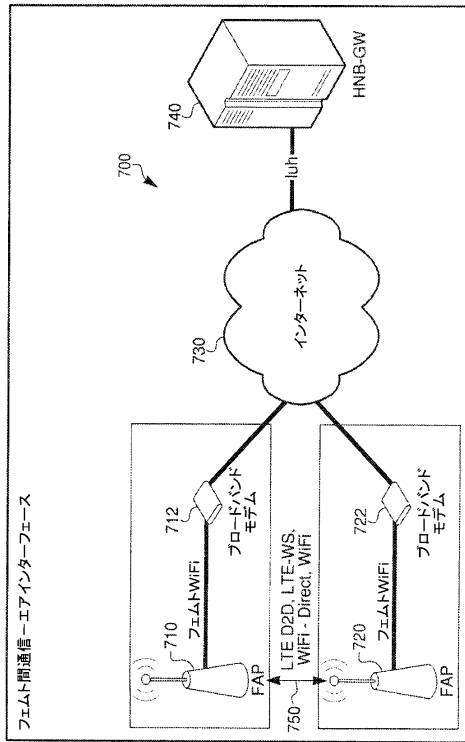 フェムト間通信－エアインターフェース
700
710
FAP
フェムトWiFi
712
ブロードバンド
モデム
730
インターネット
Iuh
740
HNB-GW
750
LTE D2D, LTE-WS,
WiFi - Direct, WiFi
720
FAP
フェムトWiFi
722
ブロードバンド
モデム